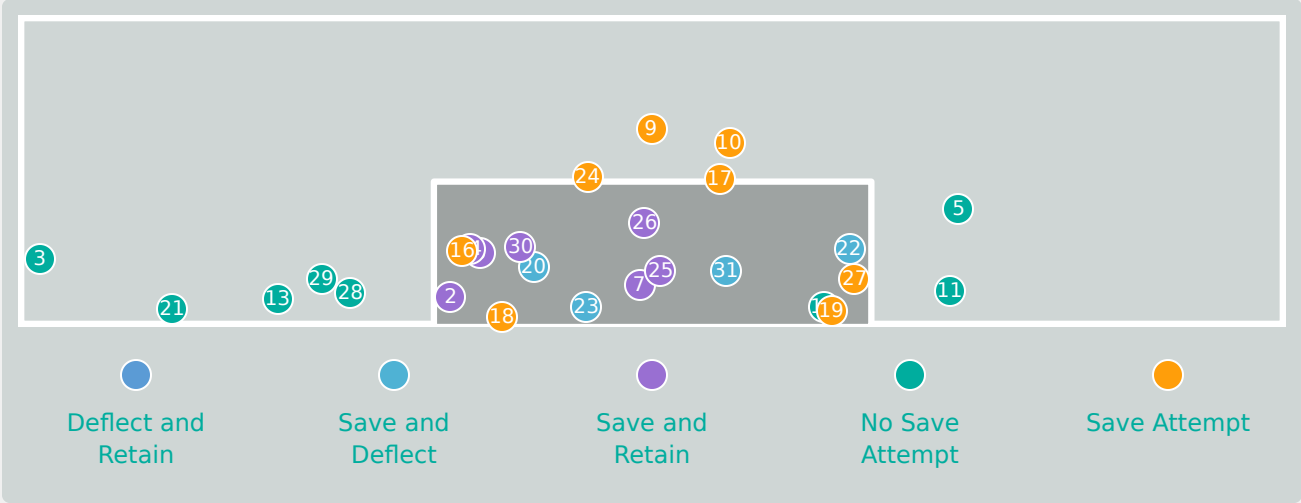 9
10
24
17
5
26
16
30
22
3
20
25
31
27
29
7
28
11
2
13
21
23
19
18
Deflect and
Retain
Save and
Deflect
Save and
Retain
No Save
Attempt
Save Attempt